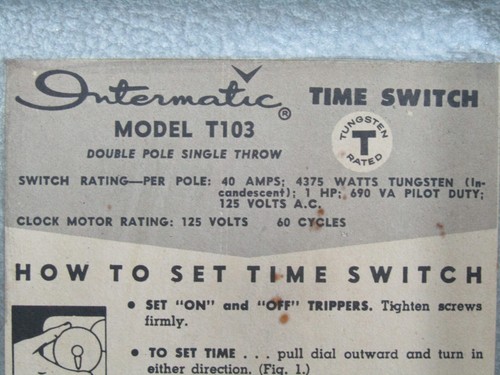 Intermatic ® TIME SWITCH
MODEL T103
DOUBLE POLE SINGLE THROW
TUNGSTEN
T
RATED
SWITCH RATING—PER POLE: 40 AMPS; 4375 WATTS TUNGSTEN (In-
candescent); 1 HP; 690 VA PILOT DUTY;
125 VOLTS A.C.
CLOCK MOTOR RATING: 125 VOLTS 60 CYCLES
HOW TO SET TIME SWITCH
• SET "ON" and "OFF" TRIPPERS. Tighten screws
firmly.
• TO SET TIME . . . pull dial outward and turn in
either direction. (Fig. 1.)